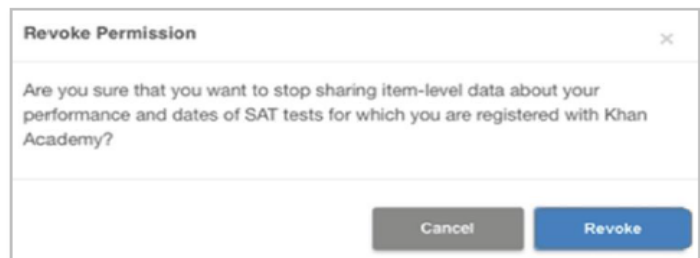 Revoke Permission ×
Are you sure that you want to stop sharing item-level data about your
performance and dates of SAT tests for which you are registered with Khan
Academy?
Cancel Revoke